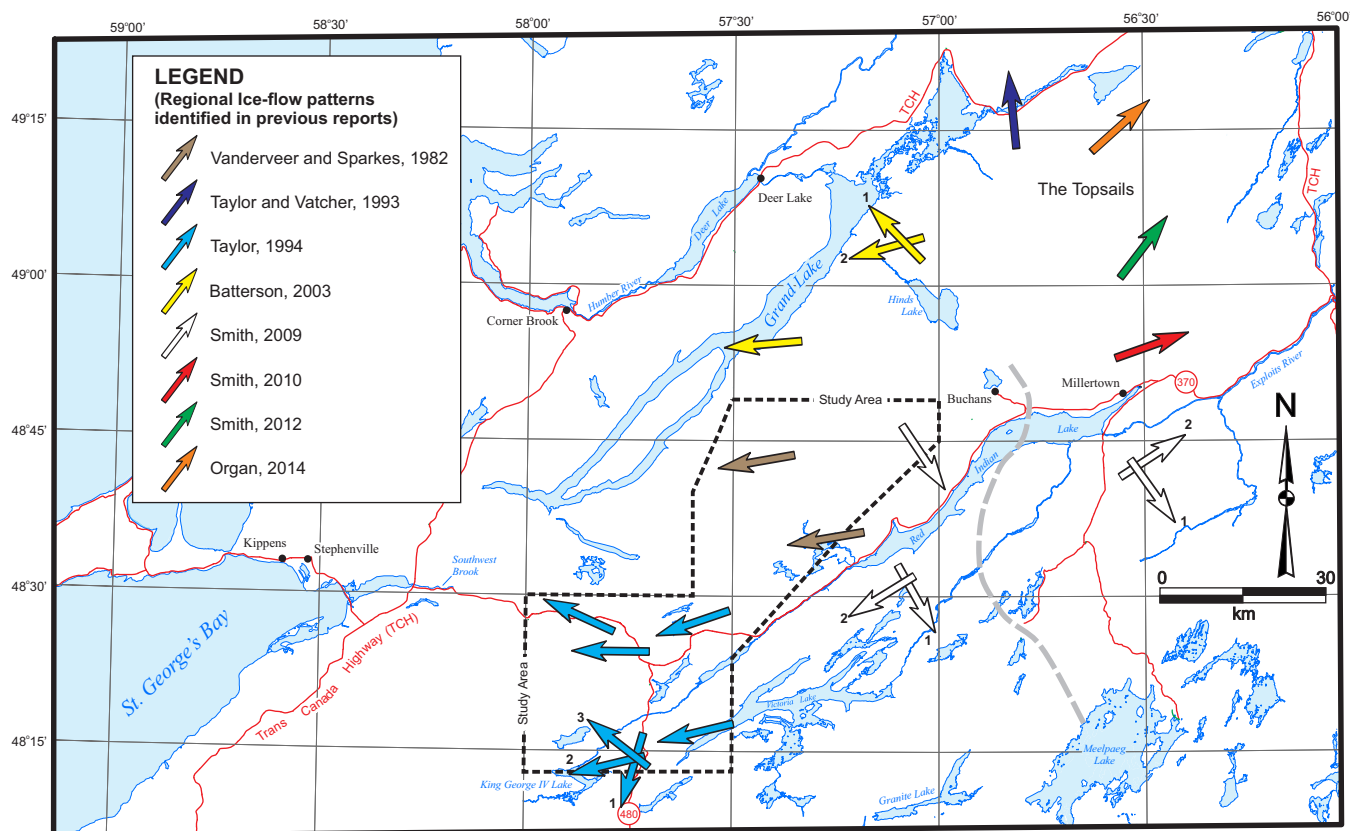 59°00'
58°30'
58°00'
57°30'
57°00'
56°30'
56°00'
49°15'
49°00'
48°45'
48°30'
48°15'
LEGEND
(Regional Ice-flow patterns
identified in previous reports)
Vanderveer and Sparkes, 1982
Taylor and Vatcher, 1993
Taylor, 1994
Batterson, 2003
Smith, 2009
Smith, 2010
Smith, 2012
Organ, 2014
TCH
TCH
The Topsails
Deer Lake
Deer Lake
1
2
Grand Lake
Hinds
Lake
Humber River
Corner Brook
Millertown
370
Exploits River
Buchans
Study Area
Red Indian Lake
2
1
N
0 30
km
Kippens
Stephenville
Southwest
Brook
St. George's Bay
Trans Canada Highway (TCH)
Study Area
2
1
Victoria Lake
3
2
1
King George IV Lake
480
Granite Lake
Meelpaeg
Lake